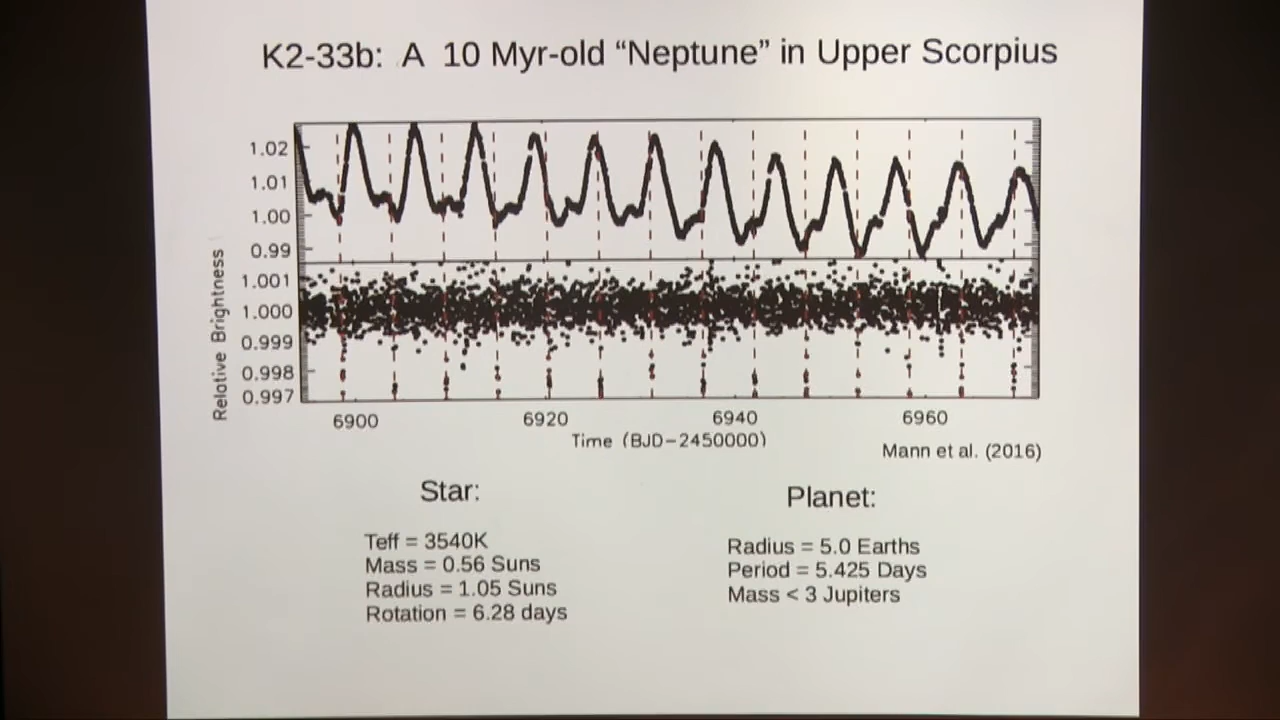 K2-33b: A 10 Myr-old “Neptune” in Upper Scorpius
1.02
1.01
1.00
0.99
1.001
1.000
0.999
0.998
0.997
Relative Brightness
6900 6920 6940 6960
Time (BJD-2450000)
Mann et al. (2016)
Star:
Teff = 3540K
Mass = 0.56 Suns
Radius = 1.05 Suns
Rotation = 6.28 days
Planet:
Radius = 5.0 Earths
Period = 5.425 Days
Mass < 3 Jupiters